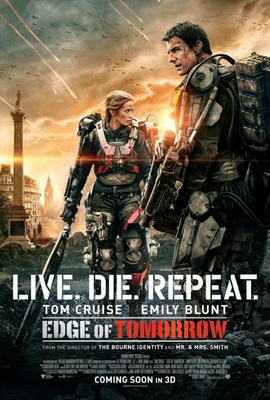 LIVE. DIE. REPEAT.
TOM CRUISE EMILY BLUNT
EDGE OF TOMORROW
FROM THE DIRECTOR OF THE BOURNE IDENTITY AND MR. & MRS. SMITH
COMING SOON IN 3D